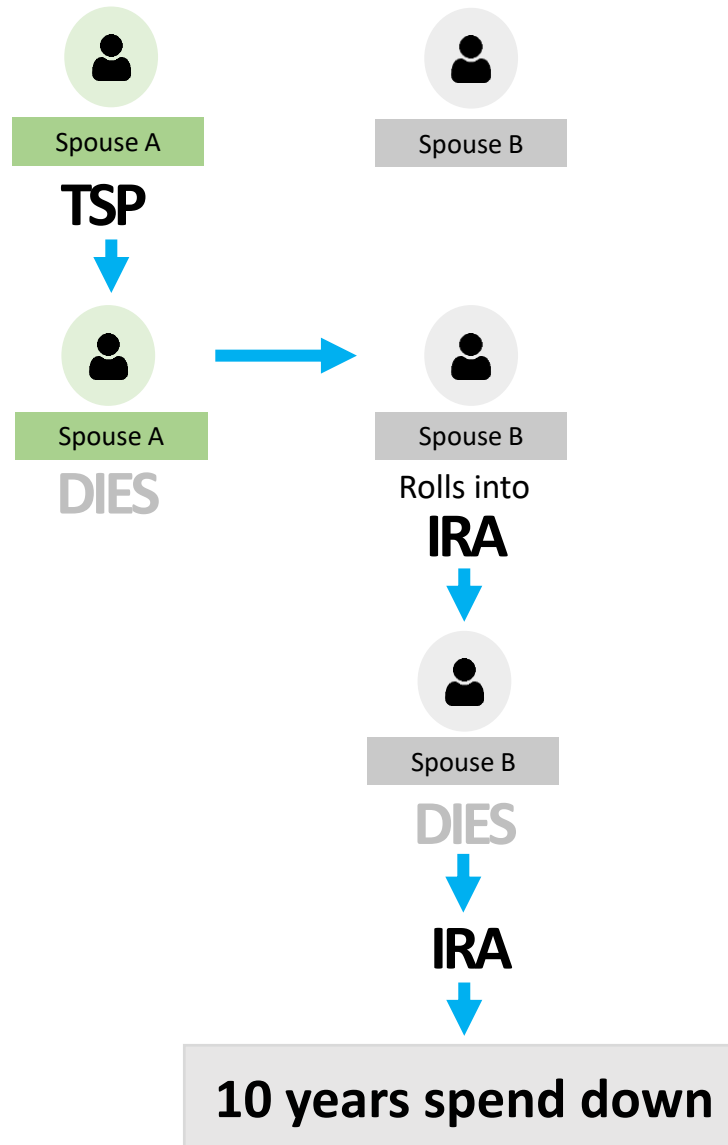 Spouse A
Spouse B
TSP
Spouse A
Spouse B
DIES
Rolls into
IRA
Spouse B
DIES
IRA
10 years spend down